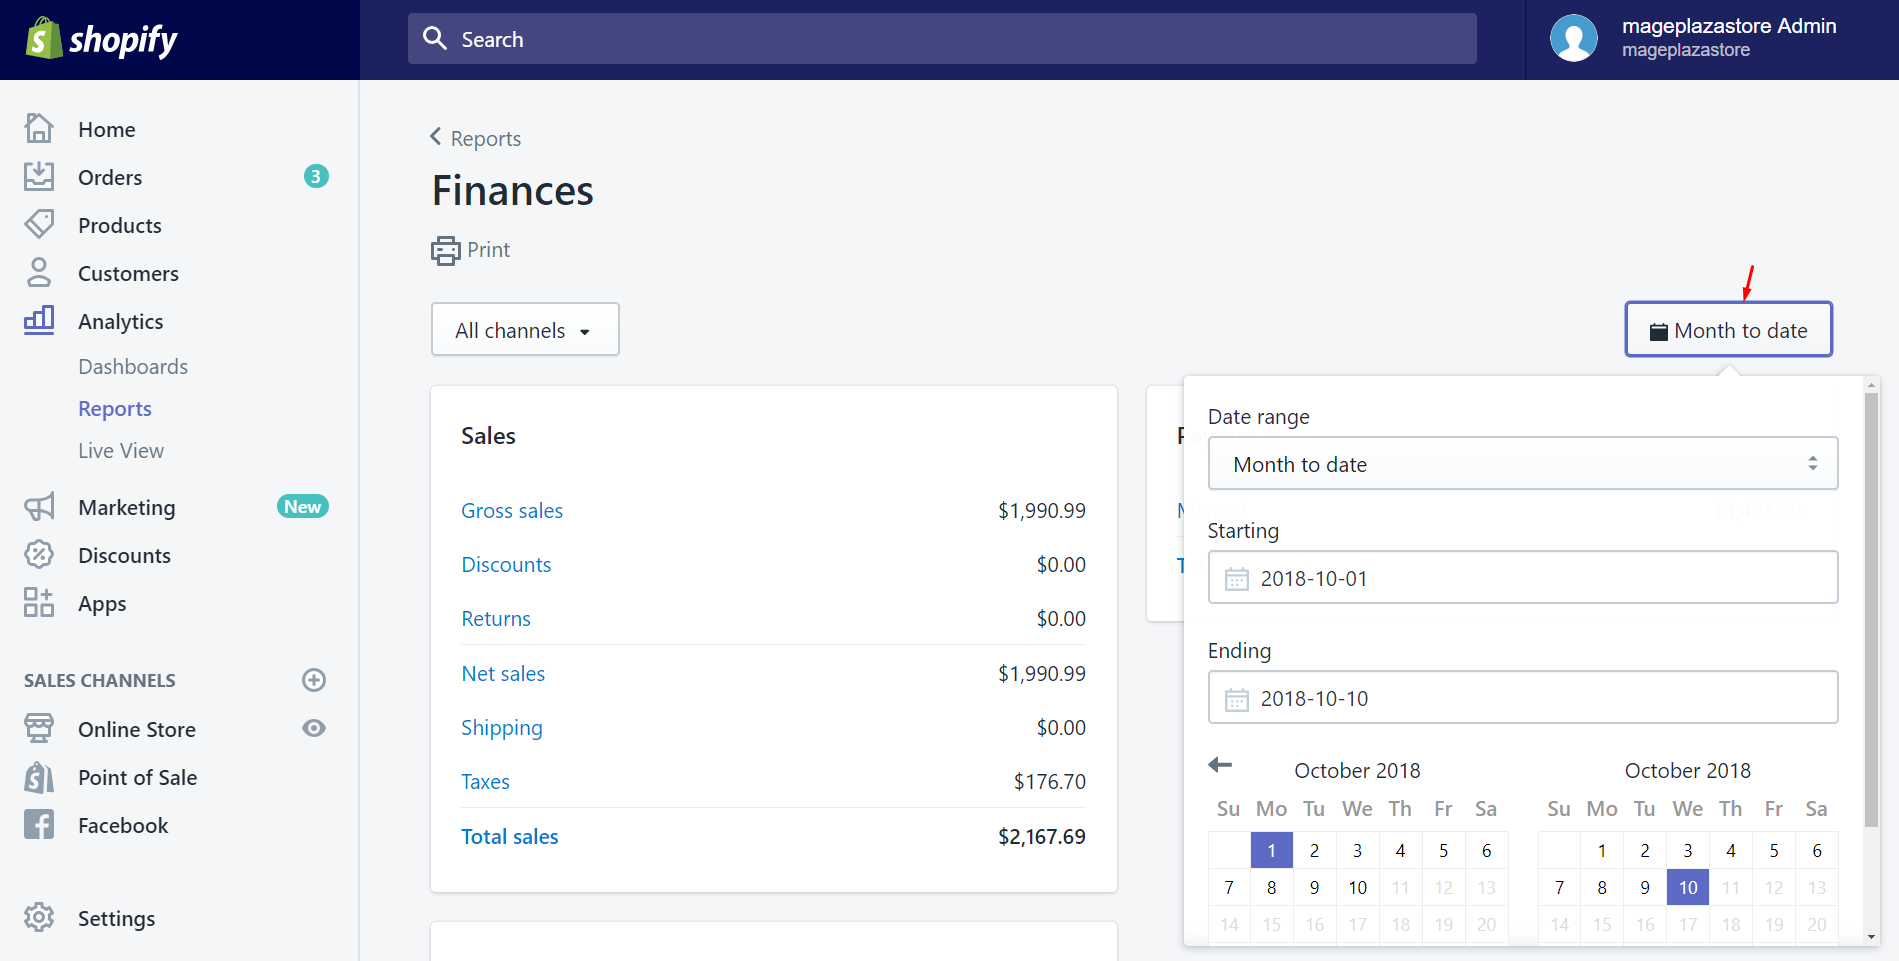 shopify
Search
mageplazastore Admin
mageplazastore
Home
Orders 3
Products
Customers
Analytics
Dashboards
Reports
Live View
Marketing New
Discounts
Apps
SALES CHANNELS
Online Store
Point of Sale
Facebook
Settings
Reports
Finances
Print
All channels
Month to date
Sales
Gross sales $1,990.99
Discounts $0.00
Returns $0.00
Net sales $1,990.99
Shipping $0.00
Taxes $176.70
Total sales $2,167.69
Date range
Month to date
Starting
2018-10-01
Ending
2018-10-10
October 2018
Su Mo Tu We Th Fr Sa
1 2 3 4 5 6
7 8 9 10 11 12 13
14 15 16 17 18 19 20
October 2018
Su Mo Tu We Th Fr Sa
1 2 3 4 5 6
7 8 9 10 11 12 13
14 15 16 17 18 19 20